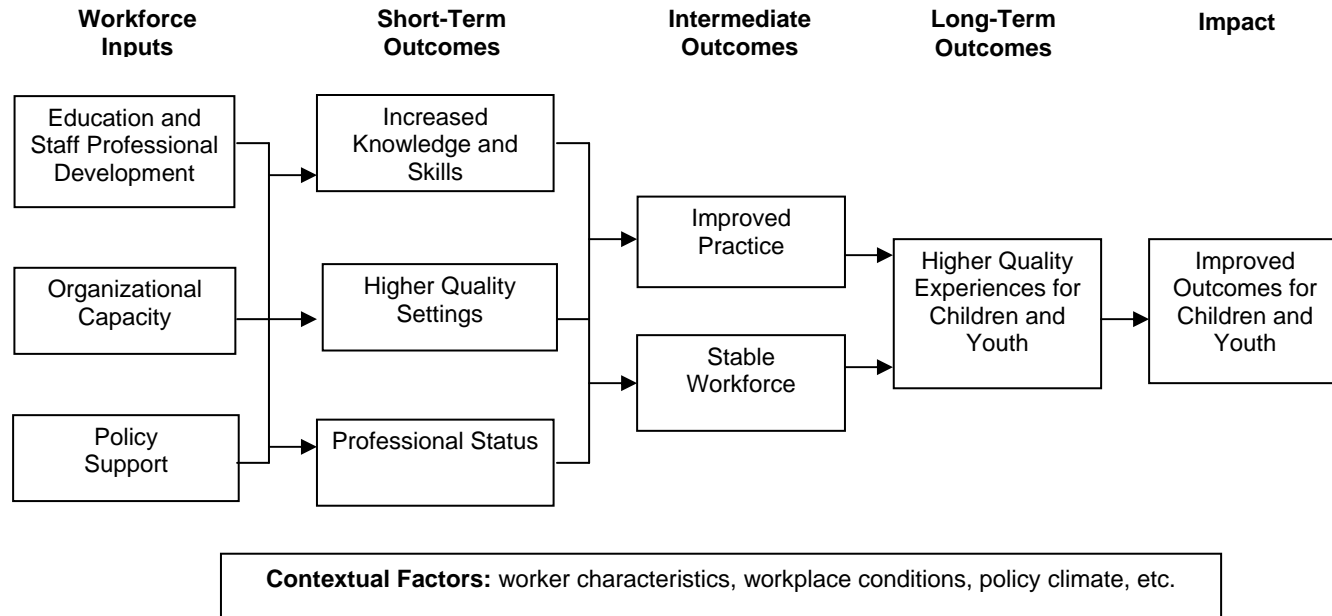 Workforce
Inputs
Short-Term
Outcomes
Intermediate
Outcomes
Long-Term
Outcomes
Impact
Education and
Staff Professional
Development
Increased
Knowledge and
Skills
Improved
Practice
Higher Quality
Experiences for
Children and
Youth
Improved
Outcomes for
Children and
Youth
Organizational
Capacity
Higher Quality
Settings
Stable
Workforce
Policy
Support
Professional Status
Contextual Factors: worker characteristics, workplace conditions, policy climate, etc.